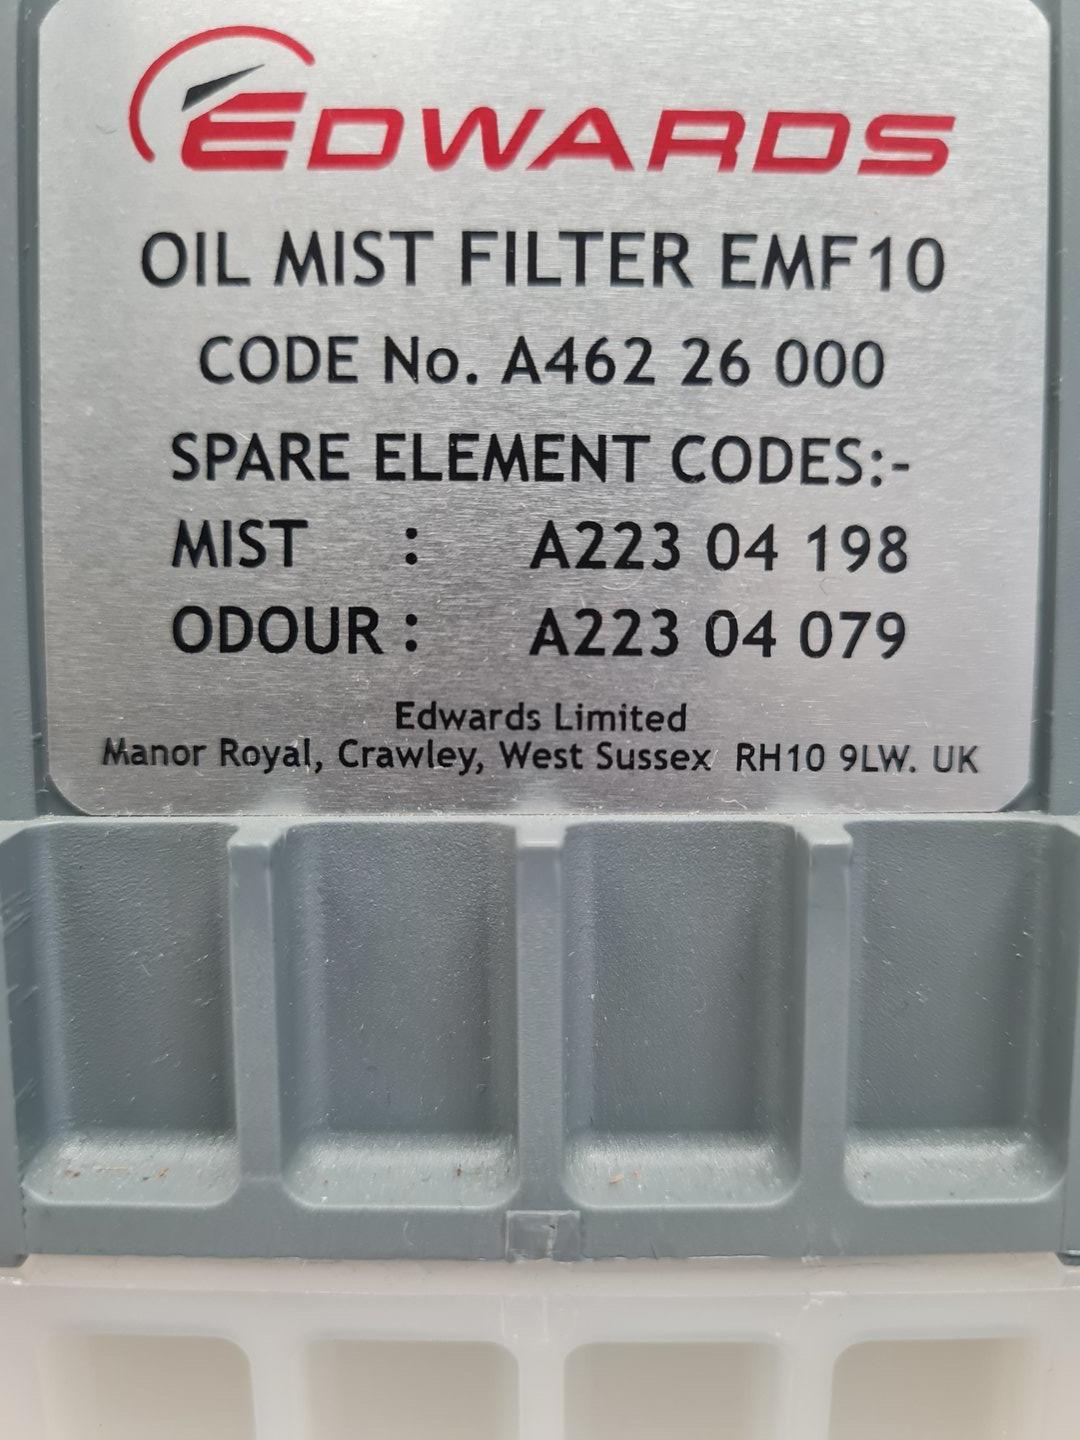 EDWARDS
OIL MIST FILTER EMF10
CODE No. A462 26 000
SPARE ELEMENT CODES:-
MIST : A223 04 198
ODOUR : A223 04 079
Edwards Limited
Manor Royal, Crawley, West Sussex RH10 9LW. UK